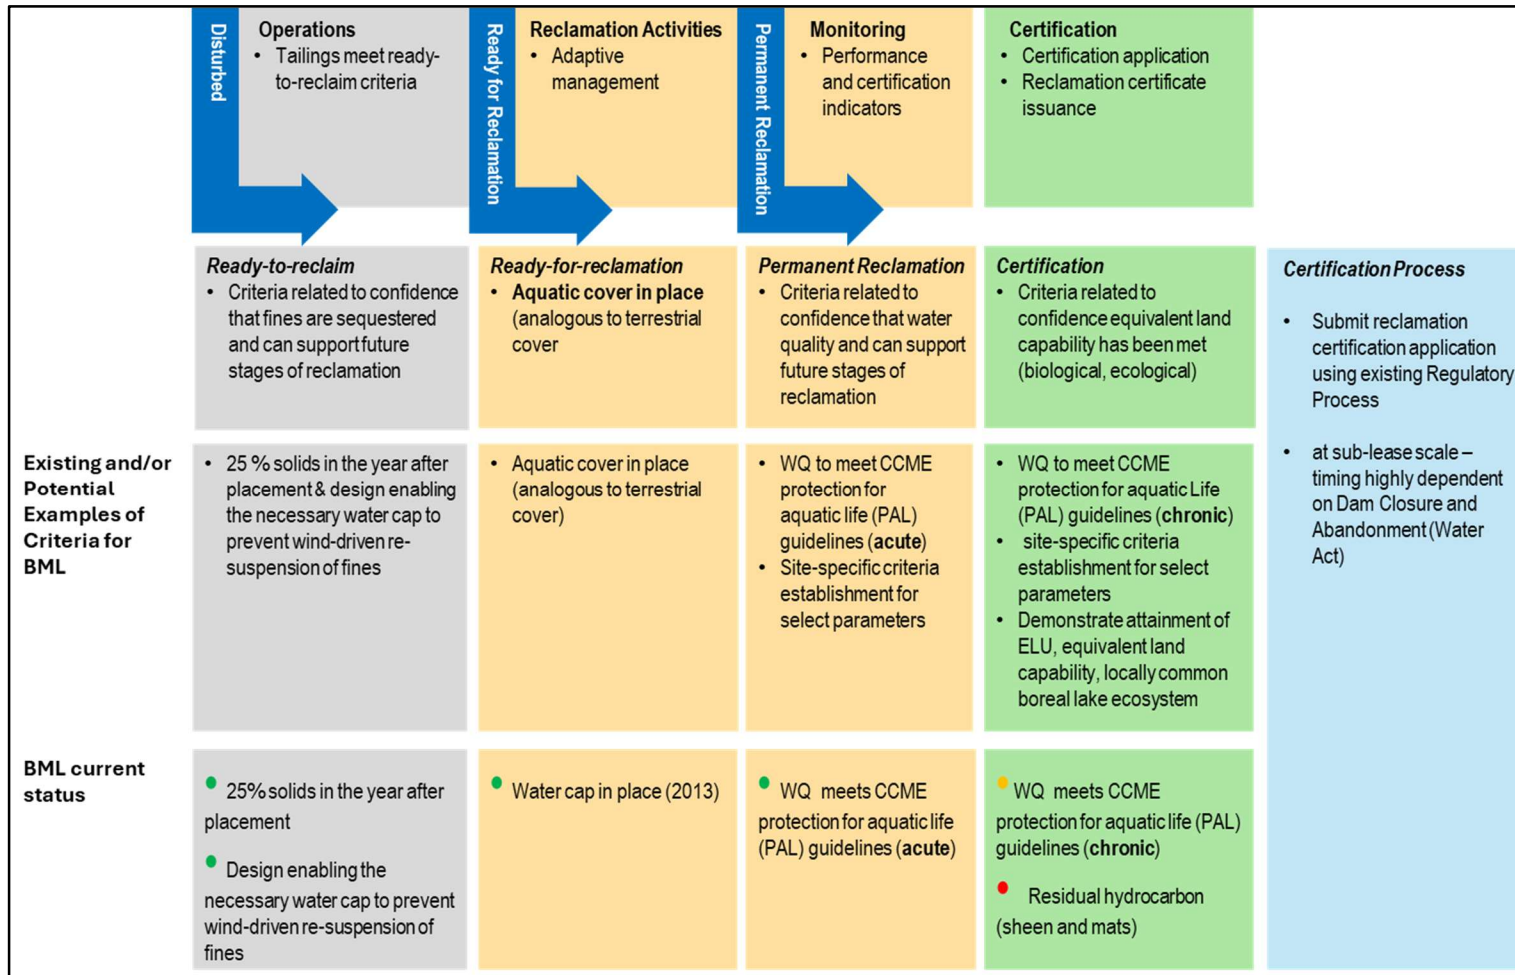 Disturbed
Operations
• Tailings meet ready-
to-reclaim criteria
Ready for Reclamation
Reclamation Activities
• Adaptive
management
Permanent Reclamation
Monitoring
• Performance
and certification
indicators
Certification
• Certification application
• Reclamation certificate
issuance
Ready-to-reclaim
• Criteria related to confidence
that fines are sequestered
and can support future
stages of reclamation
Ready-for-reclamation
• Aquatic cover in place
(analogous to terrestrial
cover
Permanent Reclamation
• Criteria related to
confidence that water
quality and can support
future stages of
reclamation
Certification
• Criteria related to
confidence equivalent land
capability has been met
(biological, ecological)
Certification Process
• Submit reclamation
certification application
using existing Regulatory
Process
• at sub-lease scale –
timing highly dependent
on Dam Closure and
Abandonment (Water
Act)
Existing and/or
Potential
Examples of
Criteria for
BML
• 25 % solids in the year after
placement & design enabling
the necessary water cap to
prevent wind-driven re-
suspension of fines
• Aquatic cover in place
(analogous to terrestrial
cover)
• WQ to meet CCME
protection for
aquatic life (PAL)
guidelines (acute)
• Site-specific criteria
establishment for
select parameters
• WQ to meet CCME
protection for aquatic Life
(PAL) guidelines (chronic)
• site-specific criteria
establishment for select
parameters
• Demonstrate attainment of
ELU, equivalent land
capability, locally common
boreal lake ecosystem
BML current
status
• 25% solids in the year after
placement
• Design enabling the
necessary water cap to prevent
wind-driven re-suspension of
fines
• Water cap in place (2013)
• WQ meets CCME
protection for aquatic life
(PAL) guidelines (acute)
• WQ meets CCME
protection for aquatic life (PAL)
guidelines (chronic)
• Residual hydrocarbon
(sheen and mats)